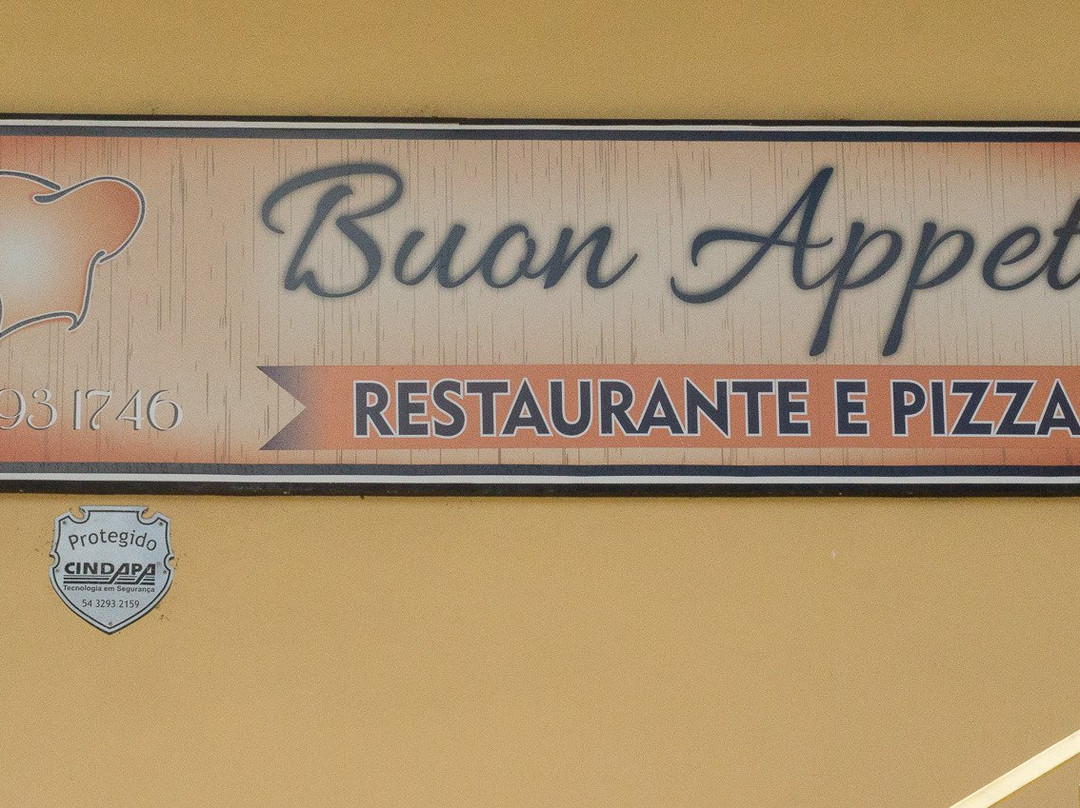 Buon Appet
RESTAURANTE E PIZZA
93 1746
Protegido
CINDAPA
Tecnologia em Segurança
54 3293 2159